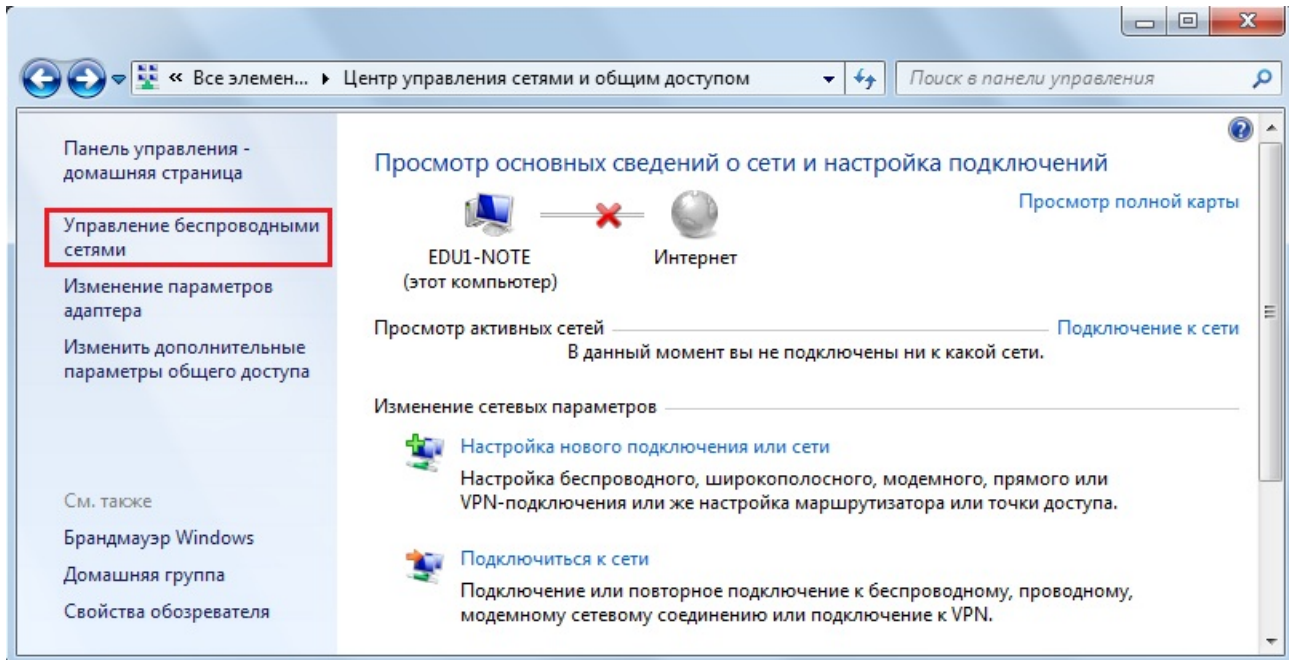 « Все элемен... Центр управления сетями и общим доступом
Поиск в панели управления
Панель управления -
домашняя страница
Управление беспроводными
сетями
Изменение параметров
адаптера
Изменить дополнительные
параметры общего доступа
См. также
Брандмауэр Windows
Домашняя группа
Свойства обозревателя
Просмотр основных сведений о сети и настройка подключений
Просмотр полной карты
EDU1-NOTE
(этот компьютер)
Интернет
Просмотр активных сетей
Подключение к сети
В данный момент вы не подключены ни к какой сети.
Изменение сетевых параметров
Настройка нового подключения или сети
Настройка беспроводного, широкополосного, модемного, прямого или
VPN-подключения или же настройка маршрутизатора или точки доступа.
Подключиться к сети
Подключение или повторное подключение к беспроводному, проводному,
модемному сетевому соединению или подключение к VPN.